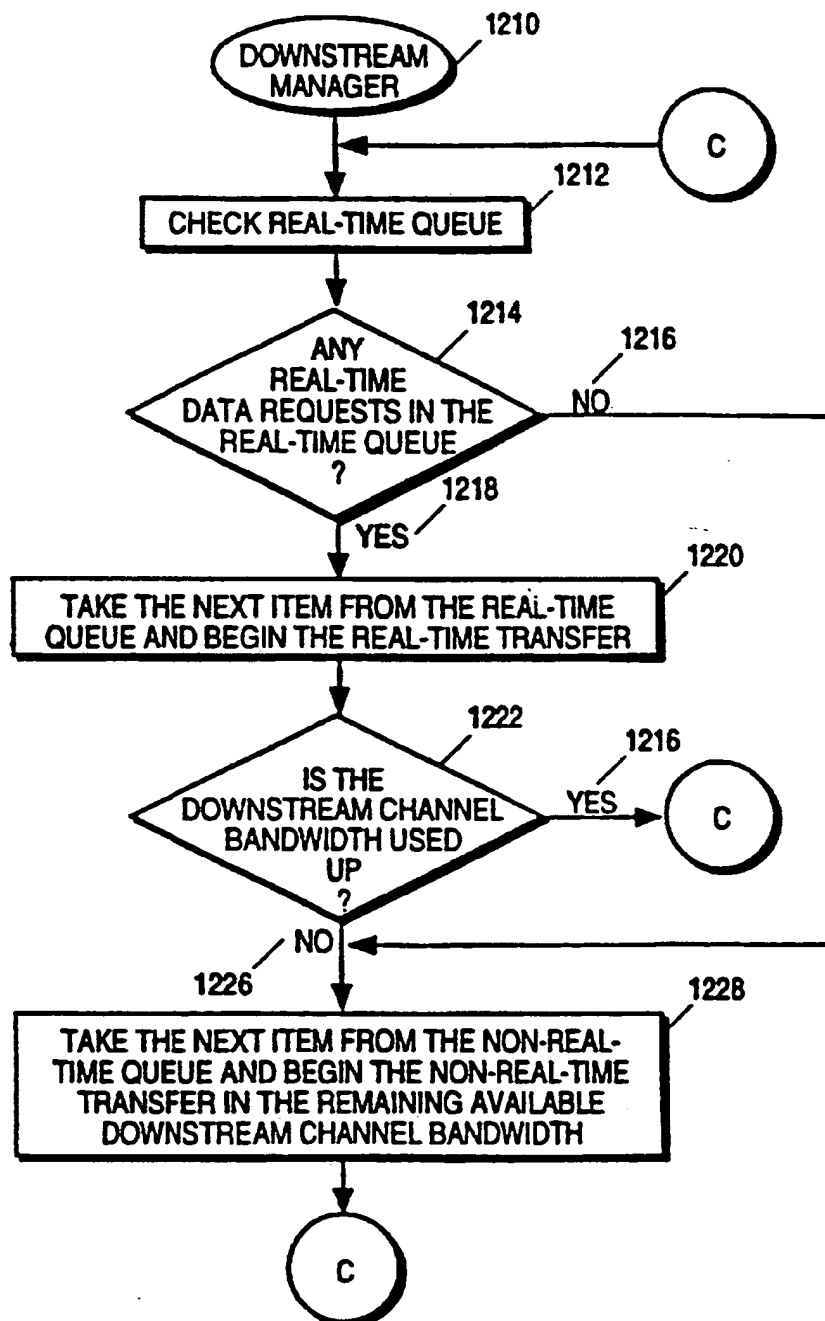 1210
DOWNSTREAM
MANAGER
C
1212
CHECK REAL-TIME QUEUE
1214
ANY
REAL-TIME
DATA REQUESTS IN THE
REAL-TIME QUEUE
?
1216
NO
1218
YES
1220
TAKE THE NEXT ITEM FROM THE REAL-TIME
QUEUE AND BEGIN THE REAL-TIME TRANSFER
1222
IS THE
DOWNSTREAM CHANNEL
BANDWIDTH USED
UP
?
1216
YES
C
NO
1226
1228
TAKE THE NEXT ITEM FROM THE NON-REAL-
TIME QUEUE AND BEGIN THE NON-REAL-TIME
TRANSFER IN THE REMAINING AVAILABLE
DOWNSTREAM CHANNEL BANDWIDTH
C